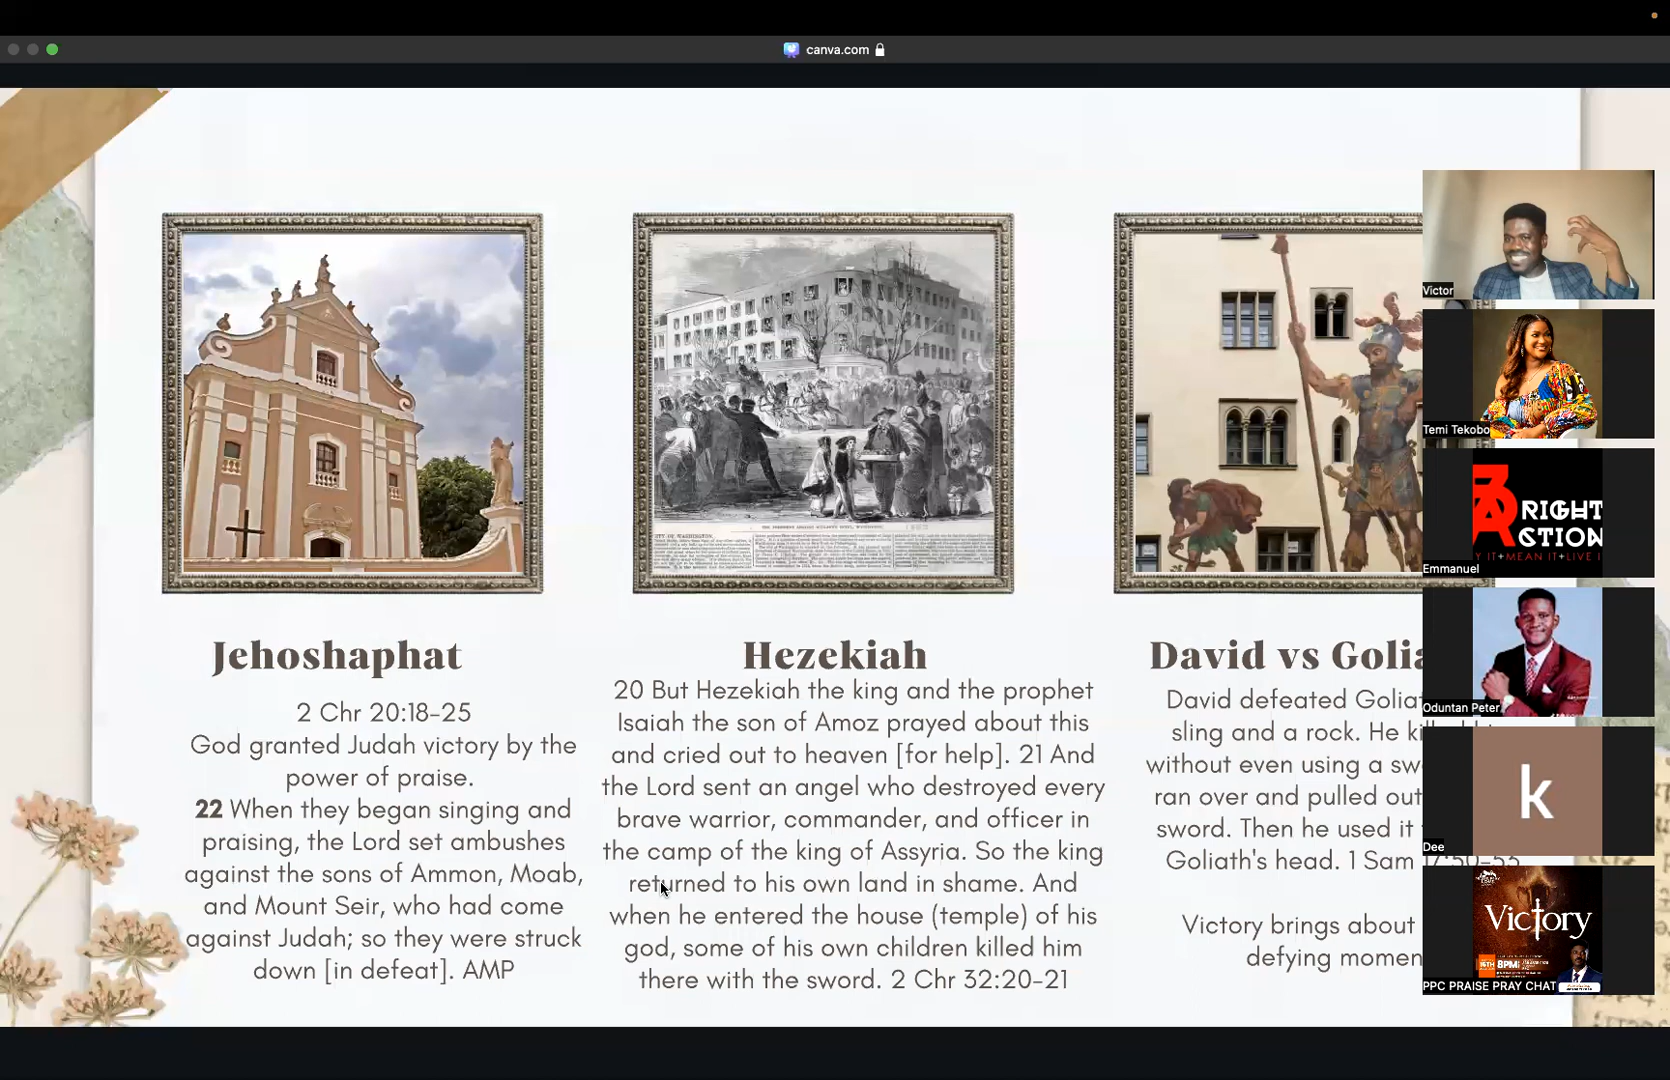 canva.com
Jehoshaphat
2 Chr 20:18-25
God granted Judah victory by the
power of praise.
22 When they began singing and
praising, the Lord set ambushes
against the sons of Ammon, Moab,
and Mount Seir, who had come
against Judah; so they were struck
down [in defeat]. AMP
Hezekiah
20 But Hezekiah the king and the prophet
Isaiah the son of Amoz prayed about this
and cried out to heaven [for help]. 21 And
the Lord sent an angel who destroyed every
brave warrior, commander, and officer in
the camp of the king of Assyria. So the king
returned to his own land in shame. And
when he entered the house (temple) of his
god, some of his own children killed him
there with the sword. 2 Chr 32:20-21
David vs Golia
David defeated Goliat
sling and a rock. He
without even using a
ran over and pulled out
sword. Then he used it
Goliath's head. 1 Sam 17:50-53
Victory brings about
defying momen
Victor
Temi Tekobo
RIGHT
CTION
Y IT+MEAN IT+LIVE I
Emmanuel
Oduntan Peter
k
Dee
Victory
8PM
PPC PRAISE PRAY CHAT